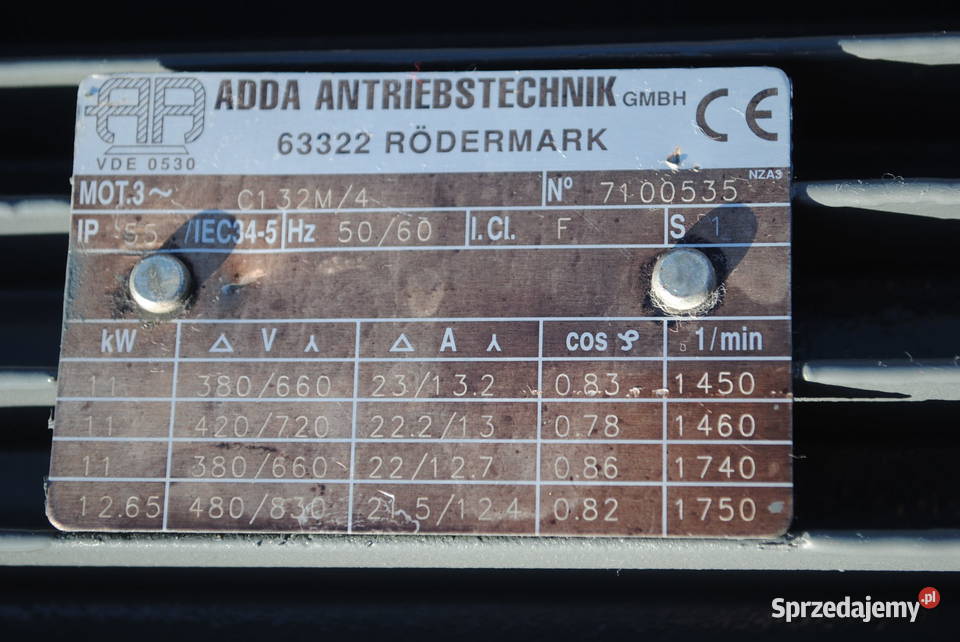 ADDA ANTRIEBSTECHNIK GMBH CE
63322 RÖDERMARK
VDE 0530
NZA3
MOT.3~ C132M/4 Nº 7100535
IP 55 /IEC34-5 Hz 50/60 I.Cl. F S 1
kW △ V ⅄ △ A ⅄ cos φ 1/min
11 380/660 23/13.2 0.83 1450
11 420/720 22.2/13 0.78 1460
11 380/660 22/12.7 0.86 1740
12.65 480/830 21.5/12.4 0.82 1750
Sprzedajemy.pl